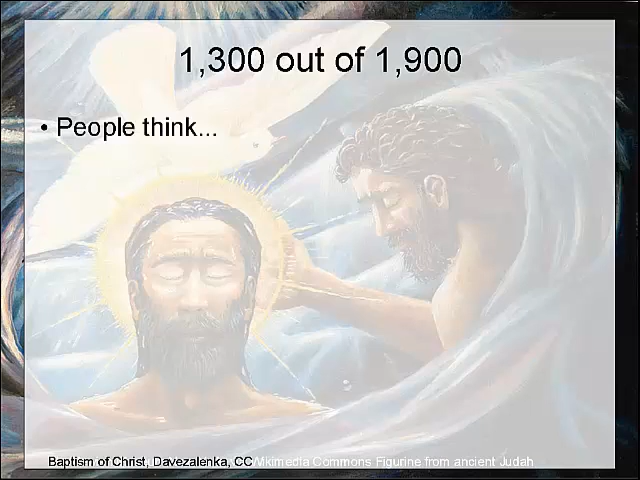 1,300 out of 1,900
• People think...
Baptism of Christ, Davezalenka, CC Wikimedia Commons Figurine from ancient Judah